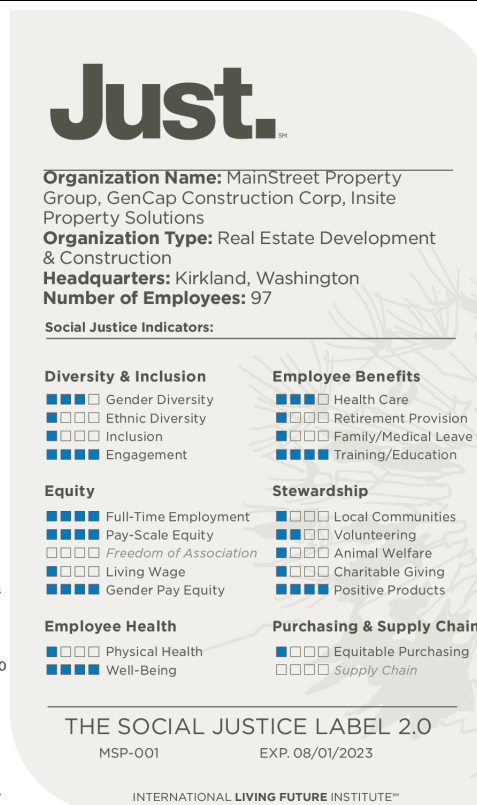 Just. SM
Organization Name: MainStreet Property
Group, GenCap Construction Corp, Insite
Property Solutions
Organization Type: Real Estate Development
& Construction
Headquarters: Kirkland, Washington
Number of Employees: 97
Social Justice Indicators:
Diversity & Inclusion
Gender Diversity
Ethnic Diversity
Inclusion
Engagement
Equity
Full-Time Employment
Pay-Scale Equity
Freedom of Association
Living Wage
Gender Pay Equity
Employee Health
Physical Health
Well-Being
Employee Benefits
Health Care
Retirement Provision
Family/Medical Leave
Training/Education
Stewardship
Local Communities
Volunteering
Animal Welfare
Charitable Giving
Positive Products
Purchasing & Supply Chain
Equitable Purchasing
Supply Chain
THE SOCIAL JUSTICE LABEL 2.0
MSP-001 EXP. 08/01/2023
INTERNATIONAL LIVING FUTURE INSTITUTE℠